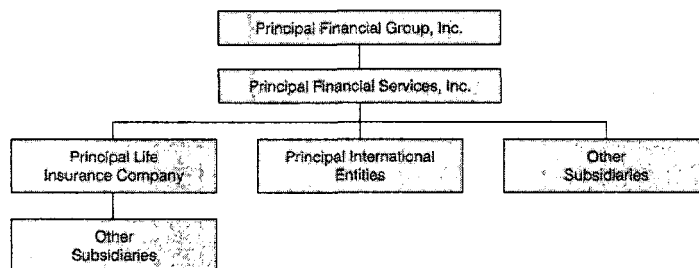 Principal Financial Group, Inc.
Principal Financial Services, Inc.
Principal Life
Insurance Company
Principal International
Entities
Other
Subsidiaries
Other
Subsidiaries